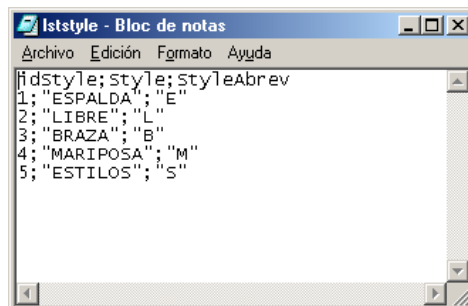 lststyle - Bloc de notas
Archivo Edición Formato Ayuda
idStyle;Style;StyleAbrev
1;"ESPALDA";"E"
2;"LIBRE";"L"
3;"BRAZA";"B"
4;"MARIPOSA";"M"
5;"ESTILOS";"S"